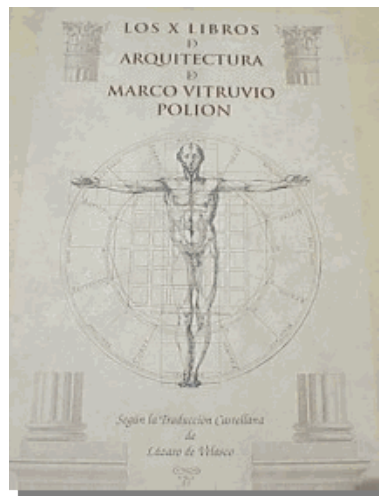 LOS X LIBROS
D
ARQUITECTURA
D
MARCO VITRUVIO
POLION
Según la Traducción Castellana
de
Lázaro de Velasco